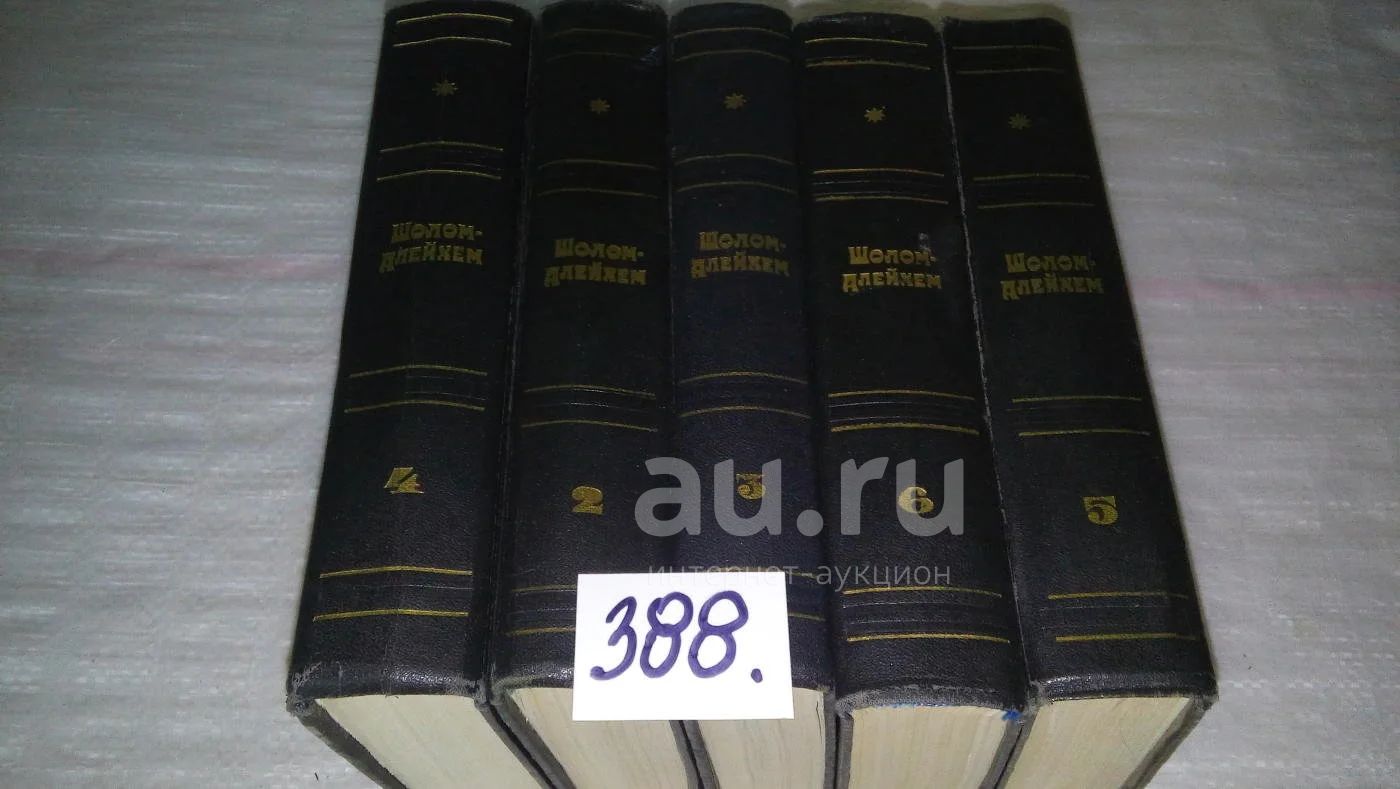 Шолом-
Алейхем
4
Шолом-
Алейхем
2
Шолом-
Алейхем
3
Шолом-
Алейхем
6
Шолом-
Алейхем
5
au.ru
интернет-аукцион
388.